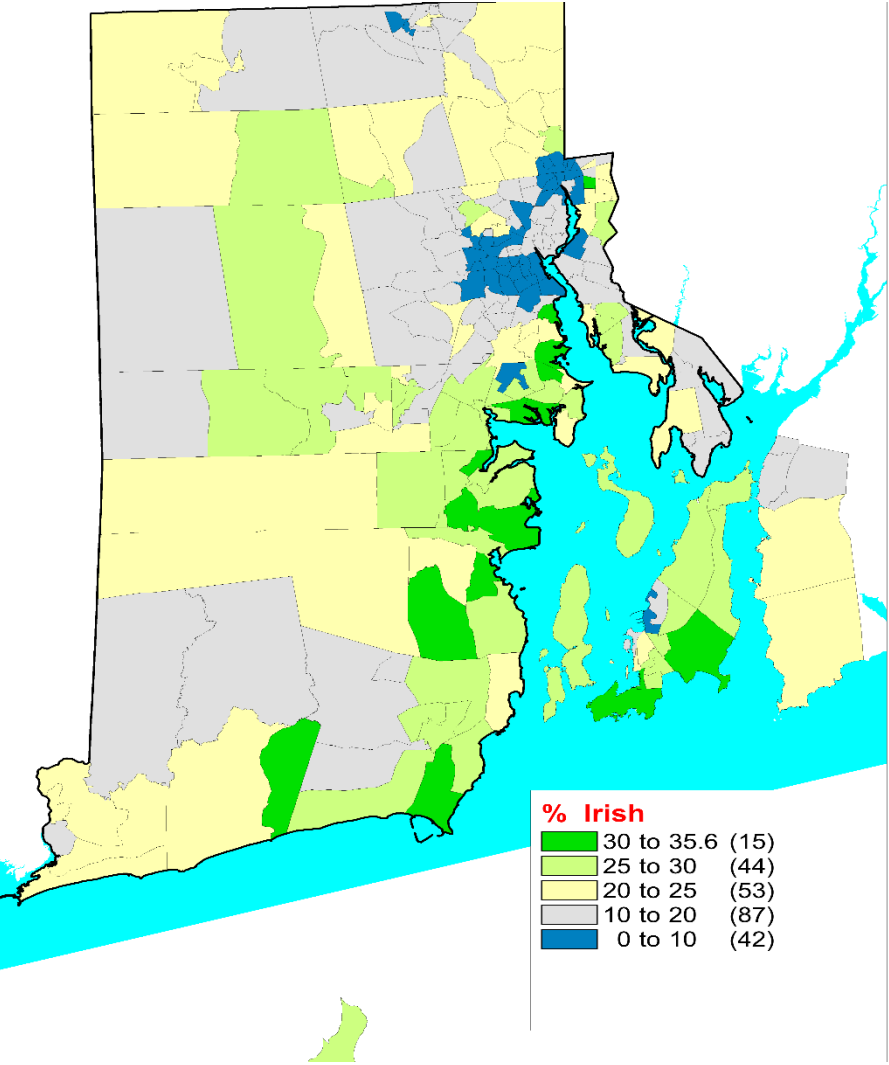 % Irish
30 to 35.6 (15)
25 to 30 (44)
20 to 25 (53)
10 to 20 (87)
0 to 10 (42)